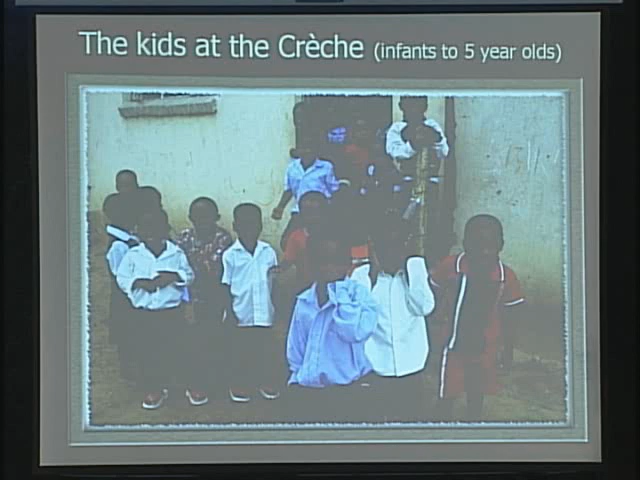 The kids at the Crèche (infants to 5 year olds)